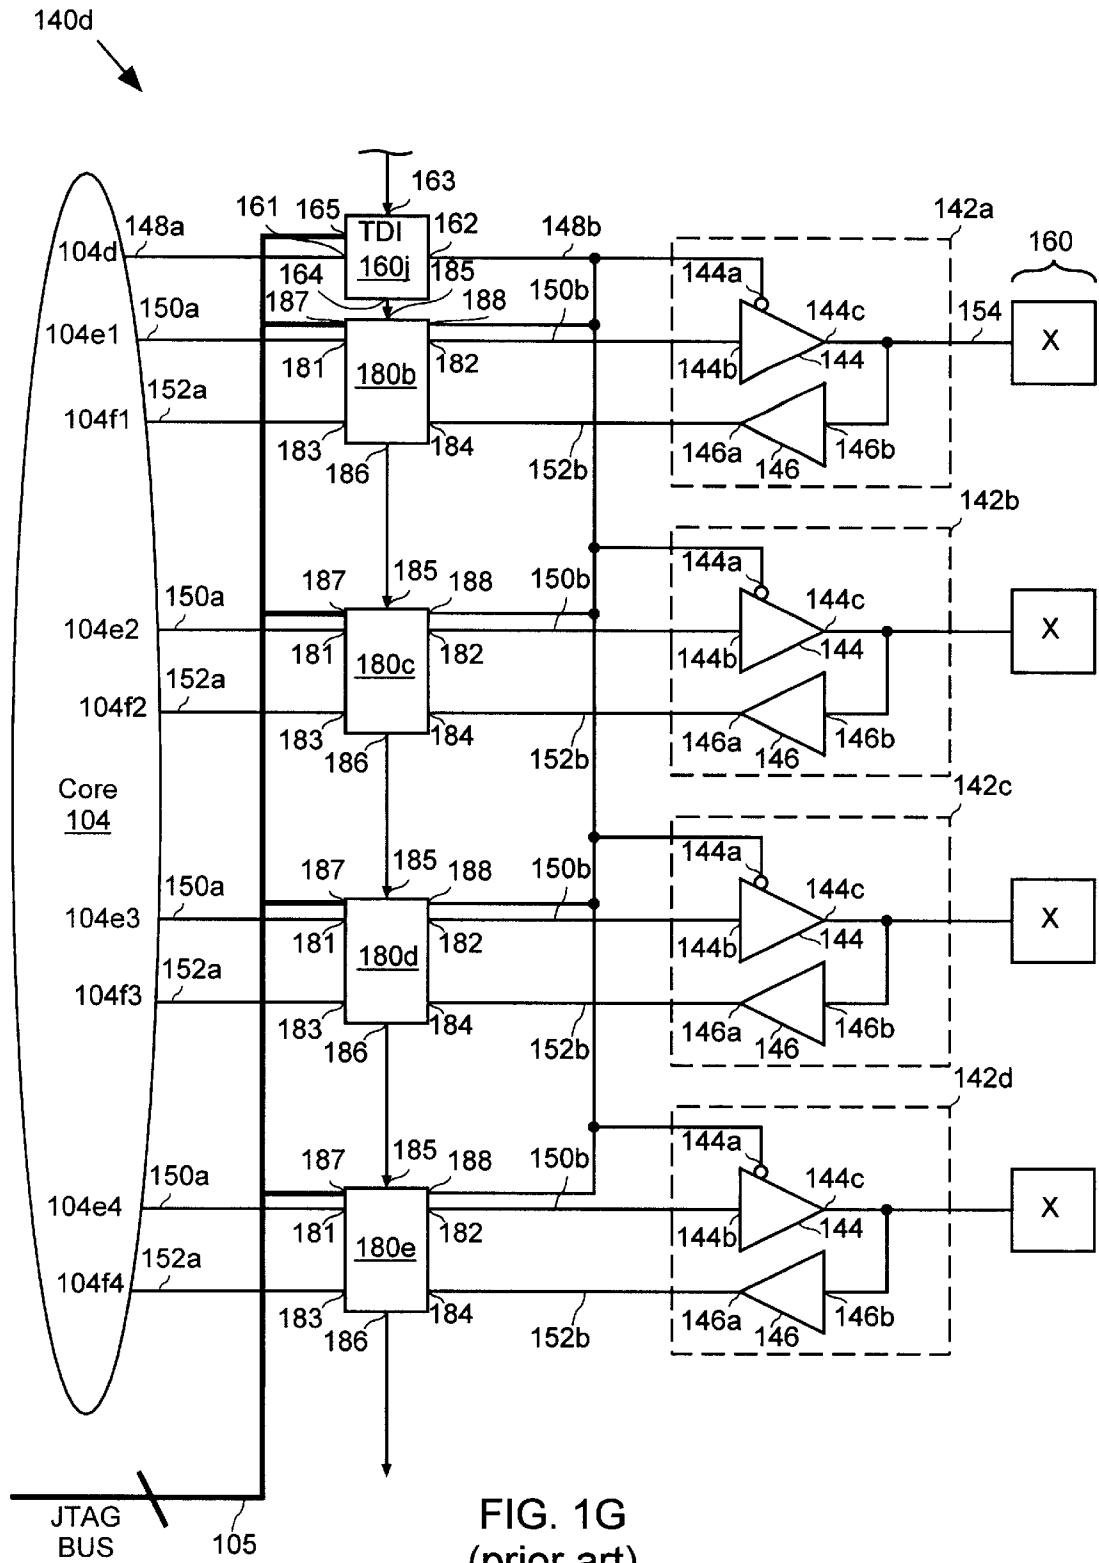 140d
163
142a
161 165 162 148b 160
148a TDI
104d 160j 144a
164 185 150b 144c 154
187 188
150a
104e1 X
181 180b 182 144b 144
152a
104f1
183 184 146a 146 146b
186 152b
142b
185 144a
187 188 150b
150a 144c
104e2 X
181 182 144b 144
152a 180c
104f2
183 184 146a 146b
186 152b 146
Core
104
142c
185 144a
187 188 150b
150a 144c
104e3 X
181 182 144b 144
152a 180d
104f3
183 184 146a 146b
186 152b 146
142d
185 144a
187 188 150b
150a 144c
104e4 X
181 182 144b 144
152a 180e
104f4
183 184 146a 146b
186 152b 146
JTAG
BUS
105
FIG. 1G
(prior art)